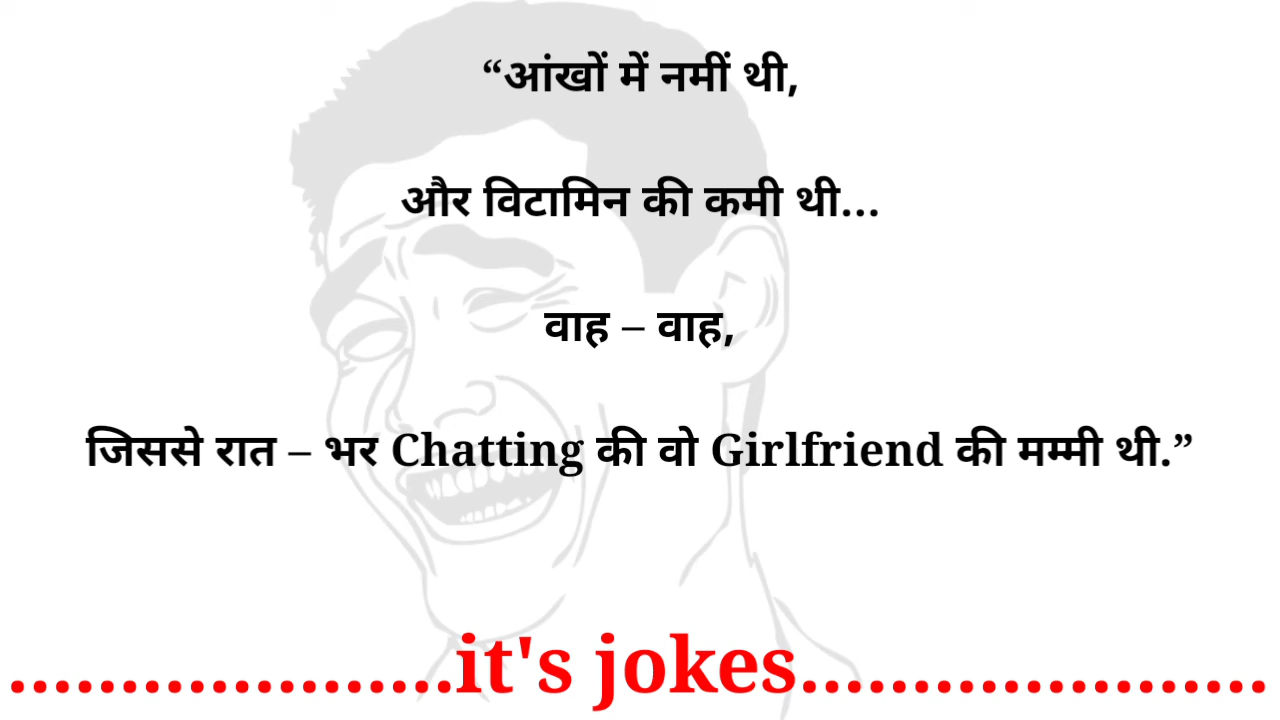 “आंखों में नमीं थी,
और विटामिन की कमी थी...
वाह – वाह,
जिससे रात – भर Chatting की वो Girlfriend की मम्मी थी.”
....................it's jokes.....................